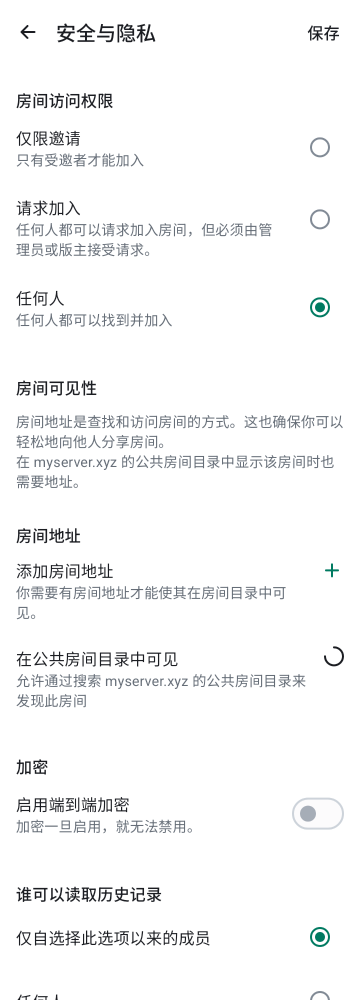 安全与隐私
保存
房间访问权限
仅限邀请
只有受邀者才能加入
请求加入
任何人都可以请求加入房间，但必须由管
理员或版主接受请求。
任何人
任何人都可以找到并加入
房间可见性
房间地址是查找和访问房间的方式。这也确保你可以
轻松地向他人分享房间。
在 myserver.xyz 的公共房间目录中显示该房间时也
需要地址。
房间地址
添加房间地址
你需要有房间地址才能使其在房间目录中可
见。
在公共房间目录中可见
允许通过搜索 myserver.xyz 的公共房间目录来
发现此房间
加密
启用端到端加密
加密一旦启用，就无法禁用。
谁可以读取历史记录
仅自选择此选项以来的成员
任何人